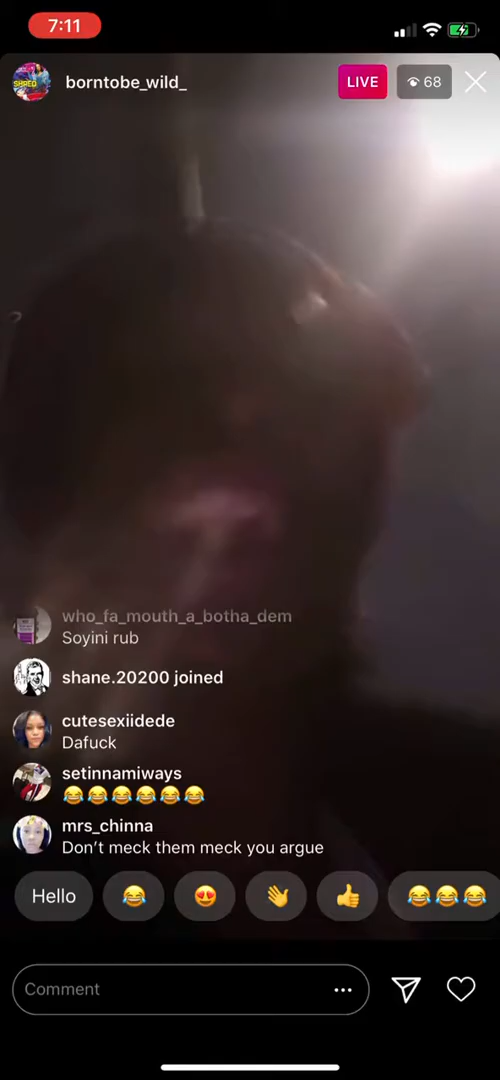 7:11
borntobe_wild_
LIVE
68
SHRED
who_fa_mouth_a_botha_dem
Soyini rub
shane.20200 joined
cutesexiidede
Dafuck
setinnamiways
😂😂😂😂😂😂
mrs_chinna
Don't meck them meck you argue
Hello 😂 😍 👋 👍 😂😂😂
Comment